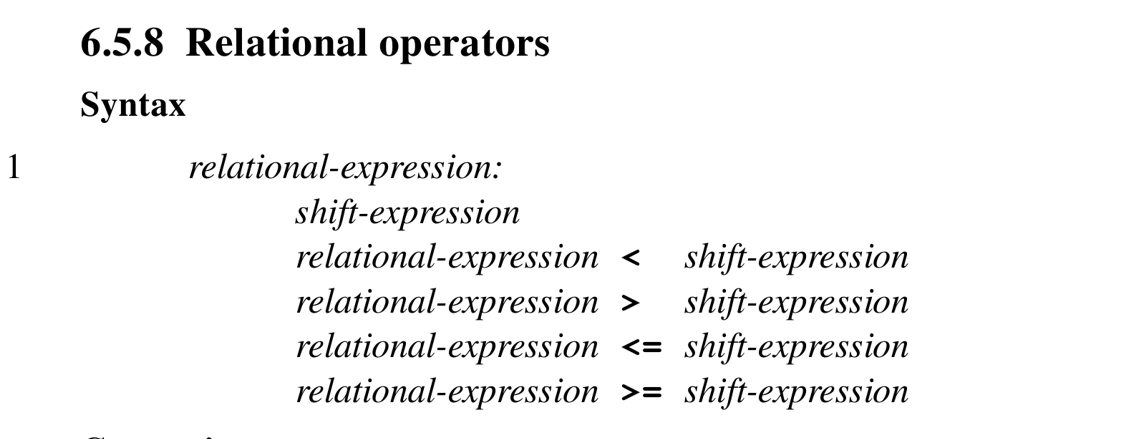 6.5.8 Relational operators
Syntax
1 relational-expression:
shift-expression
relational-expression < shift-expression
relational-expression > shift-expression
relational-expression <= shift-expression
relational-expression >= shift-expression